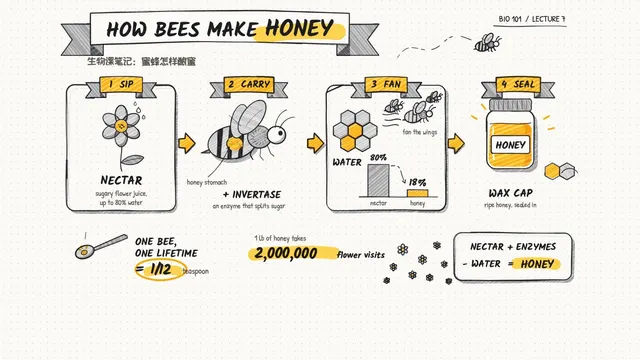 HOW BEES MAKE HONEY
BIO 101 / LECTURE 7
生物课笔记：蜜蜂怎样酿蜜
1 SIP
NECTAR
sugary flower juice,
up to 80% water
2 CARRY
honey stomach
+ INVERTASE
an enzyme that splits sugar
3 FAN
fan the wings
WATER
80%
18%
nectar
honey
4 SEAL
HONEY
WAX CAP
ripe honey, sealed in
ONE BEE,
ONE LIFETIME
= 1/12 teaspoon
1 lb of honey takes
2,000,000 flower visits
NECTAR + ENZYMES
- WATER = HONEY